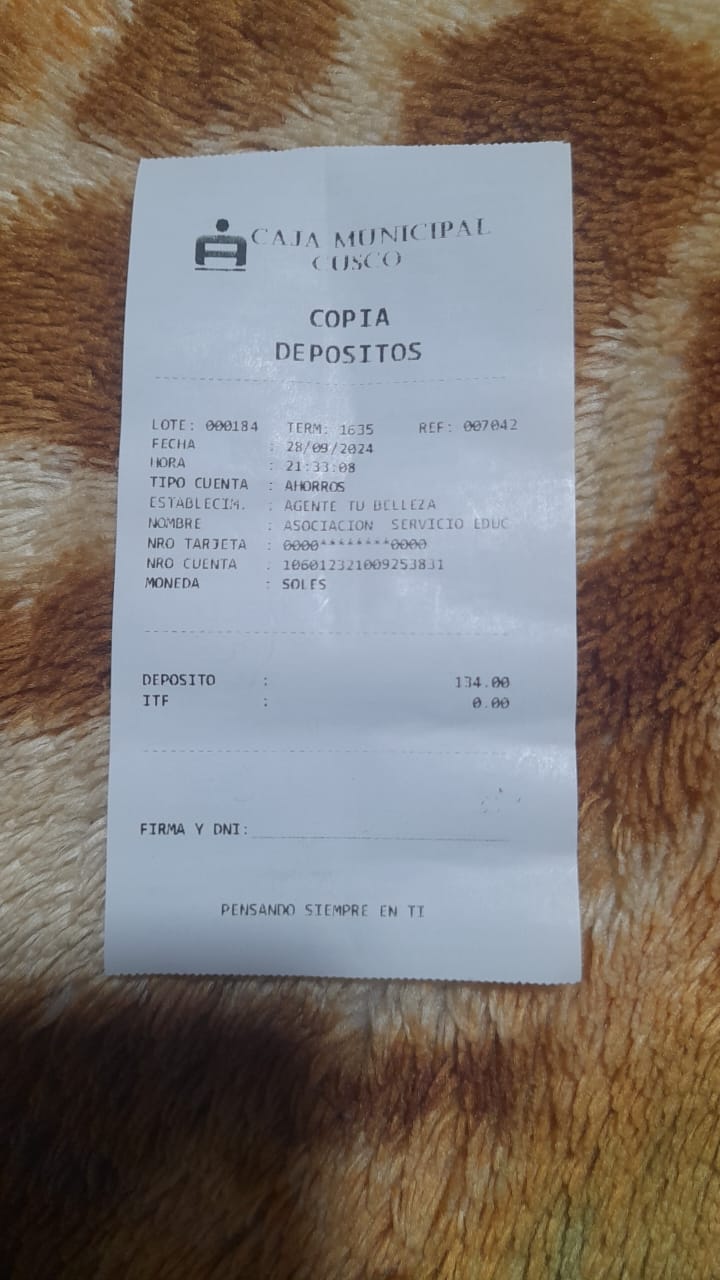 CAJA MUNICIPAL
CUSCO
COPIA
DEPOSITOS
LOTE: 000184 TERM: 1635 REF: 007042
FECHA : 28/09/2024
HORA : 21:33:08
TIPO CUENTA : AHORROS
ESTABLECIM. : AGENTE TU BELLEZA
NOMBRE : ASOCIACION SERVICIO EDUC
NRO TARJETA : 0000********0000
NRO CUENTA : 106012321009253831
MONEDA : SOLES
DEPOSITO : 134.00
ITF : 0.00
FIRMA Y DNI:
PENSANDO SIEMPRE EN TI